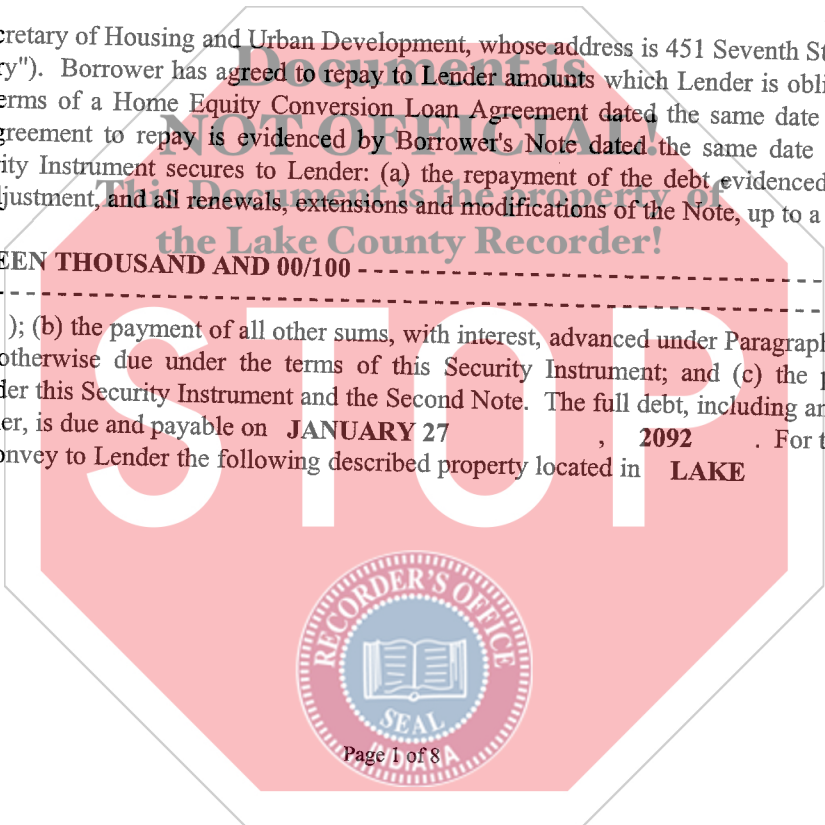 cretary of Housing and Urban Development, whose address is 451 Seventh St
ry"). Borrower has agreed to repay to Lender amounts which Lender is obli
erms of a Home Equity Conversion Loan Agreement dated the same date
greement to repay is evidenced by Borrower's Note dated the same date
ity Instrument secures to Lender: (a) the repayment of the debt evidenced
ljustment, and all renewals, extensions and modifications of the Note, up to a
Document is
NOT OFFICIAL!
This Document is the property of
the Lake County Recorder!
EEN THOUSAND AND 00/100 ------------------------------
--------------------------------------------------
); (b) the payment of all other sums, with interest, advanced under Paragraph
otherwise due under the terms of this Security Instrument; and (c) the p
der this Security Instrument and the Second Note. The full debt, including an
er, is due and payable on JANUARY 27 , 2092 . For t
onvey to Lender the following described property located in LAKE
STOP
RECORDER'S OFFICE
SEAL
INDIANA
Page 1 of 8